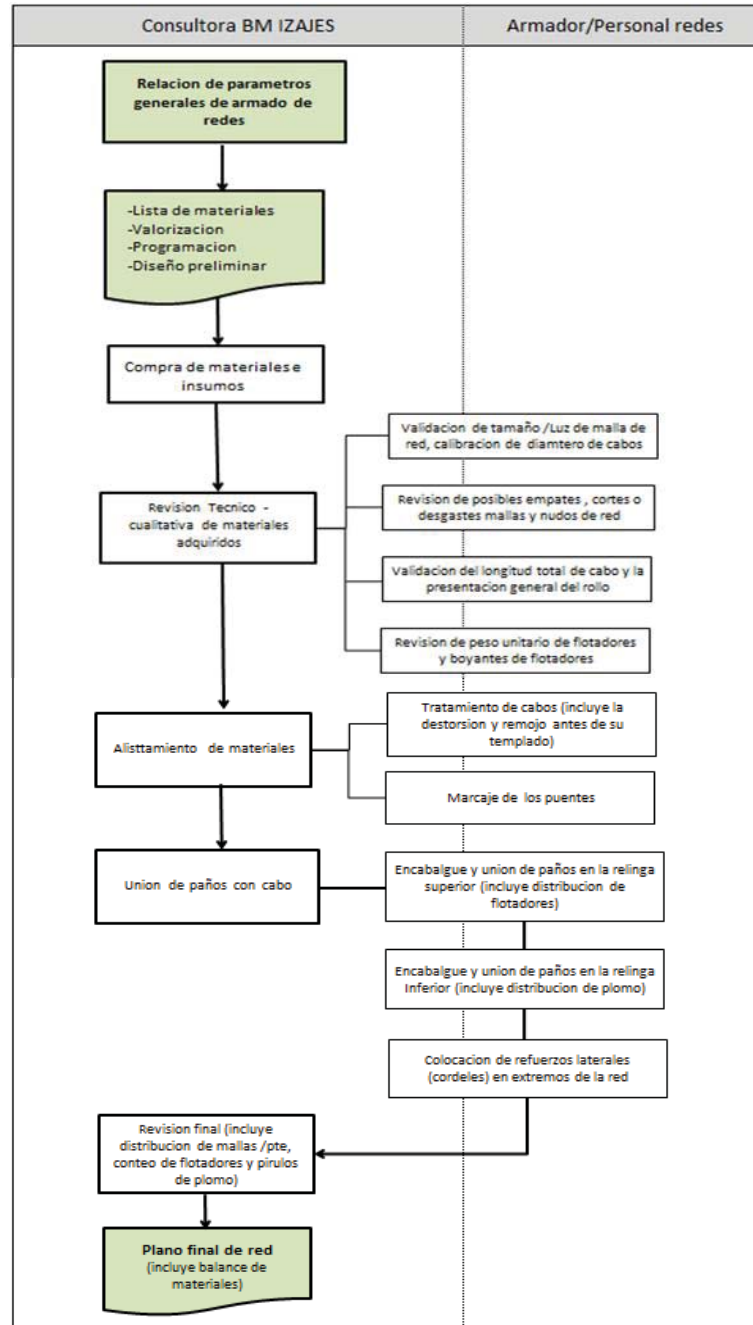 Consultora BM IZAJES
Armador/Personal redes
Relacion de parametros
generales de armado de
redes
-Lista de materiales
-Valorizacion
-Programacion
-Diseño preliminar
Compra de materiales e
insumos
Validacion de tamaño /Luz de malla de
red, calibracion de diamtero de cabos
Revision Tecnico -
cualitativa de materiales
adquiridos
Revision de posibles empates , cortes o
desgastes mallas y nudos de red
Validacion del longitud total de cabo y la
presentacion general del rollo
Revision de peso unitario de flotadores
y boyantes de flotadores
Alisttamiento de materiales
Tratamiento de cabos (incluye la
destorsion y remojo antes de su
templado)
Marcaje de los puentes
Union de paños con cabo
Encabalgue y union de paños en la relinga
superior (incluye distribucion de
flotadores)
Encabalgue y union de paños en la relinga
Inferior (incluye distribucion de plomo)
Colocacion de refuerzos laterales
(cordeles) en extremos de la red
Revision final (incluye
distribucion de mallas /pte,
conteo de flotadores y pirulos
de plomo)
Plano final de red
(incluye balance de
materiales)